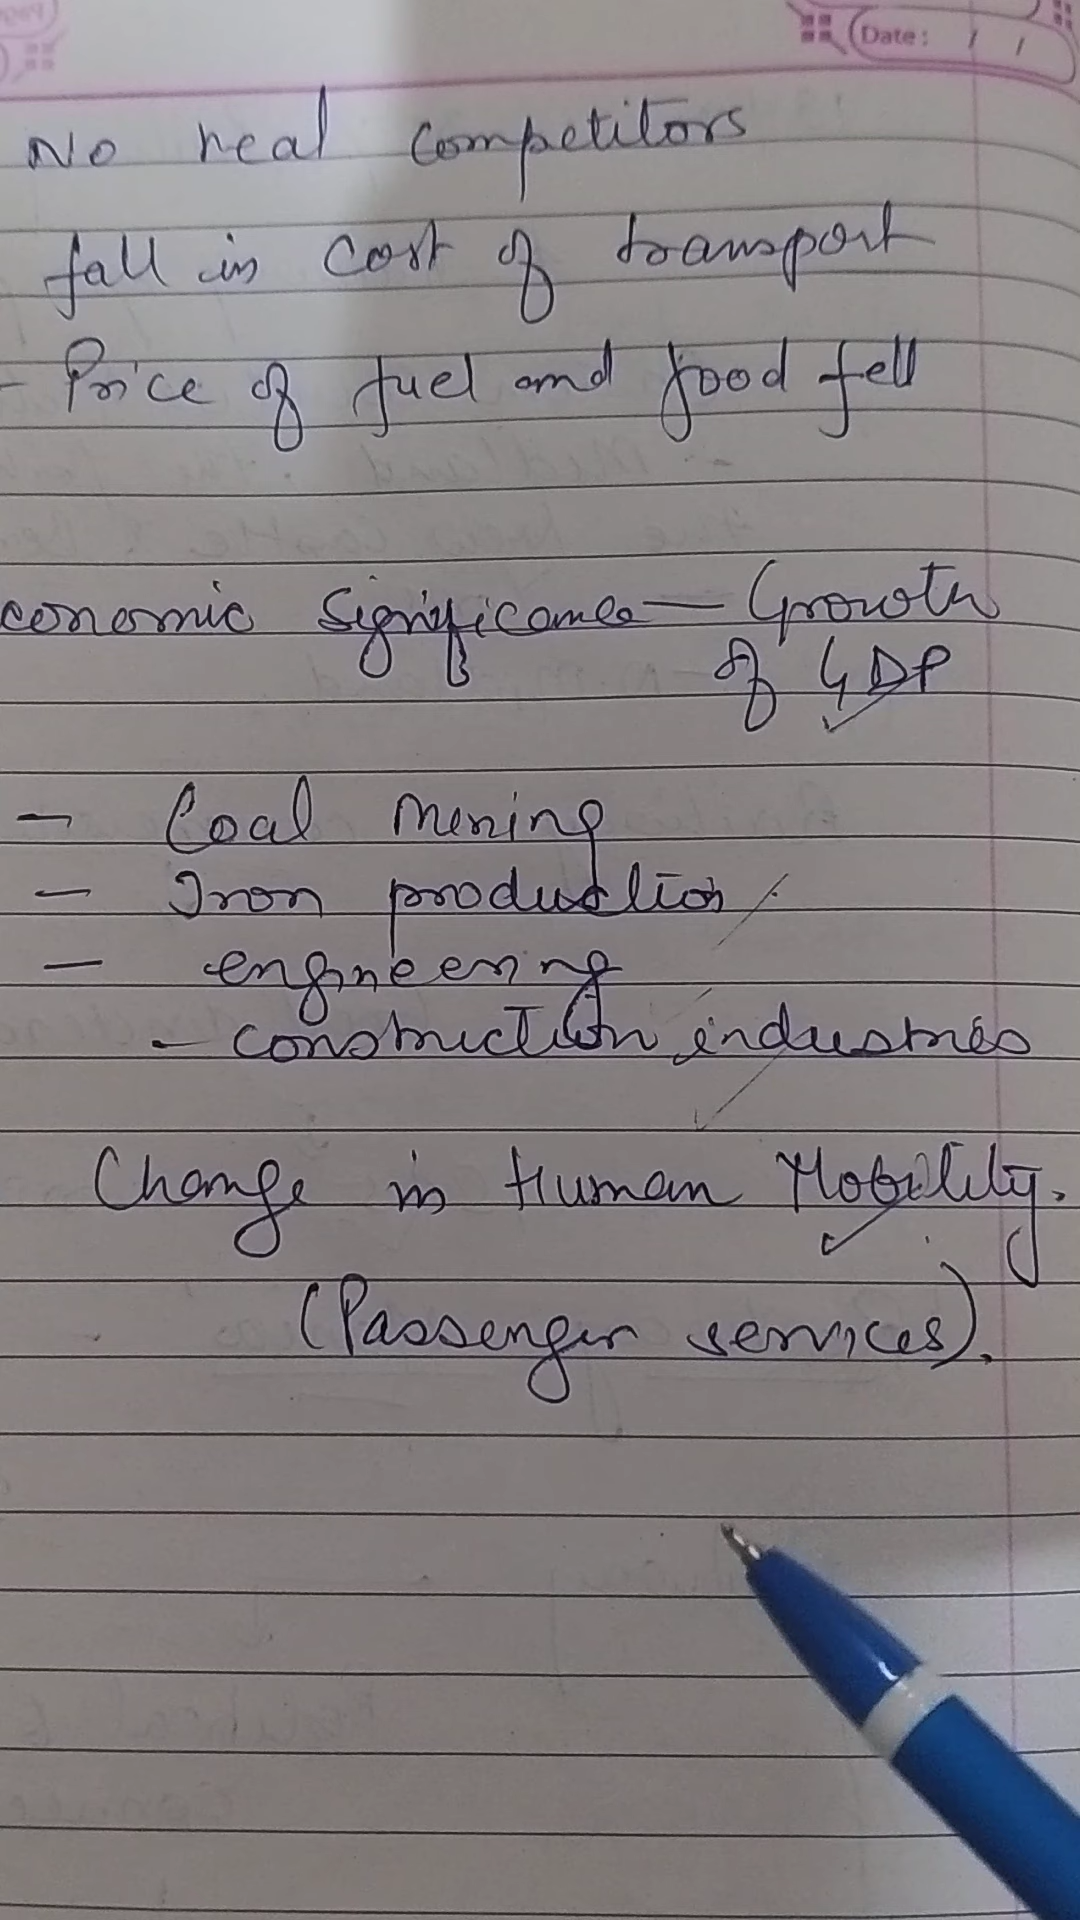 Date: / /
No real Competitors
fall in Cost of transport
- Price of fuel and food fell
conomic Significance — Growth
of GDP
- Coal Mining
- Iron production
- engineering
- construction industries
Change in Human Mobility.
(Passenger services).